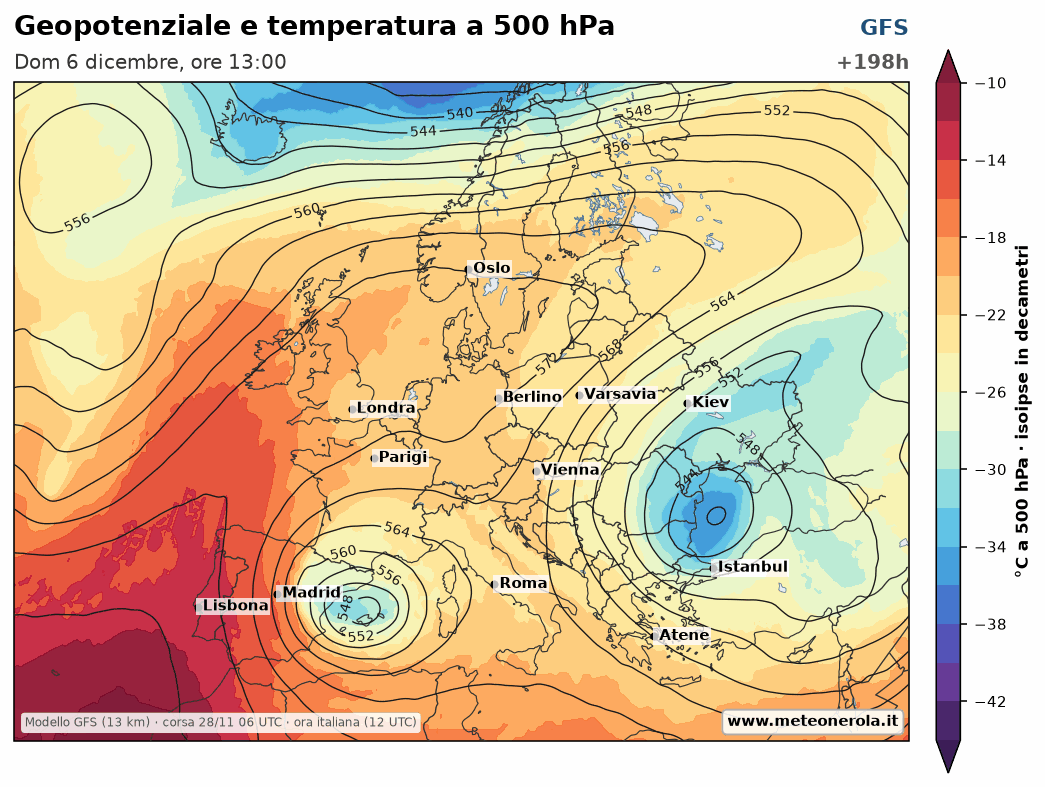 Geopotenziale e temperatura a 500 hPa
GFS
Dom 6 dicembre, ore 13:00
+198h
540
544
548
552
556
556
560
Oslo
564
568
572
556
552
Londra
Berlino
Varsavia
Kiev
Parigi
Vienna
548
544
564
560
556
Istanbul
Madrid
Roma
548
Lisbona
552
Atene
Modello GFS (13 km) · corsa 28/11 06 UTC · ora italiana (12 UTC)
www.meteonerola.it
−10
−14
−18
−22
−26
−30
−34
−38
−42
°C a 500 hPa · isoipse in decametri